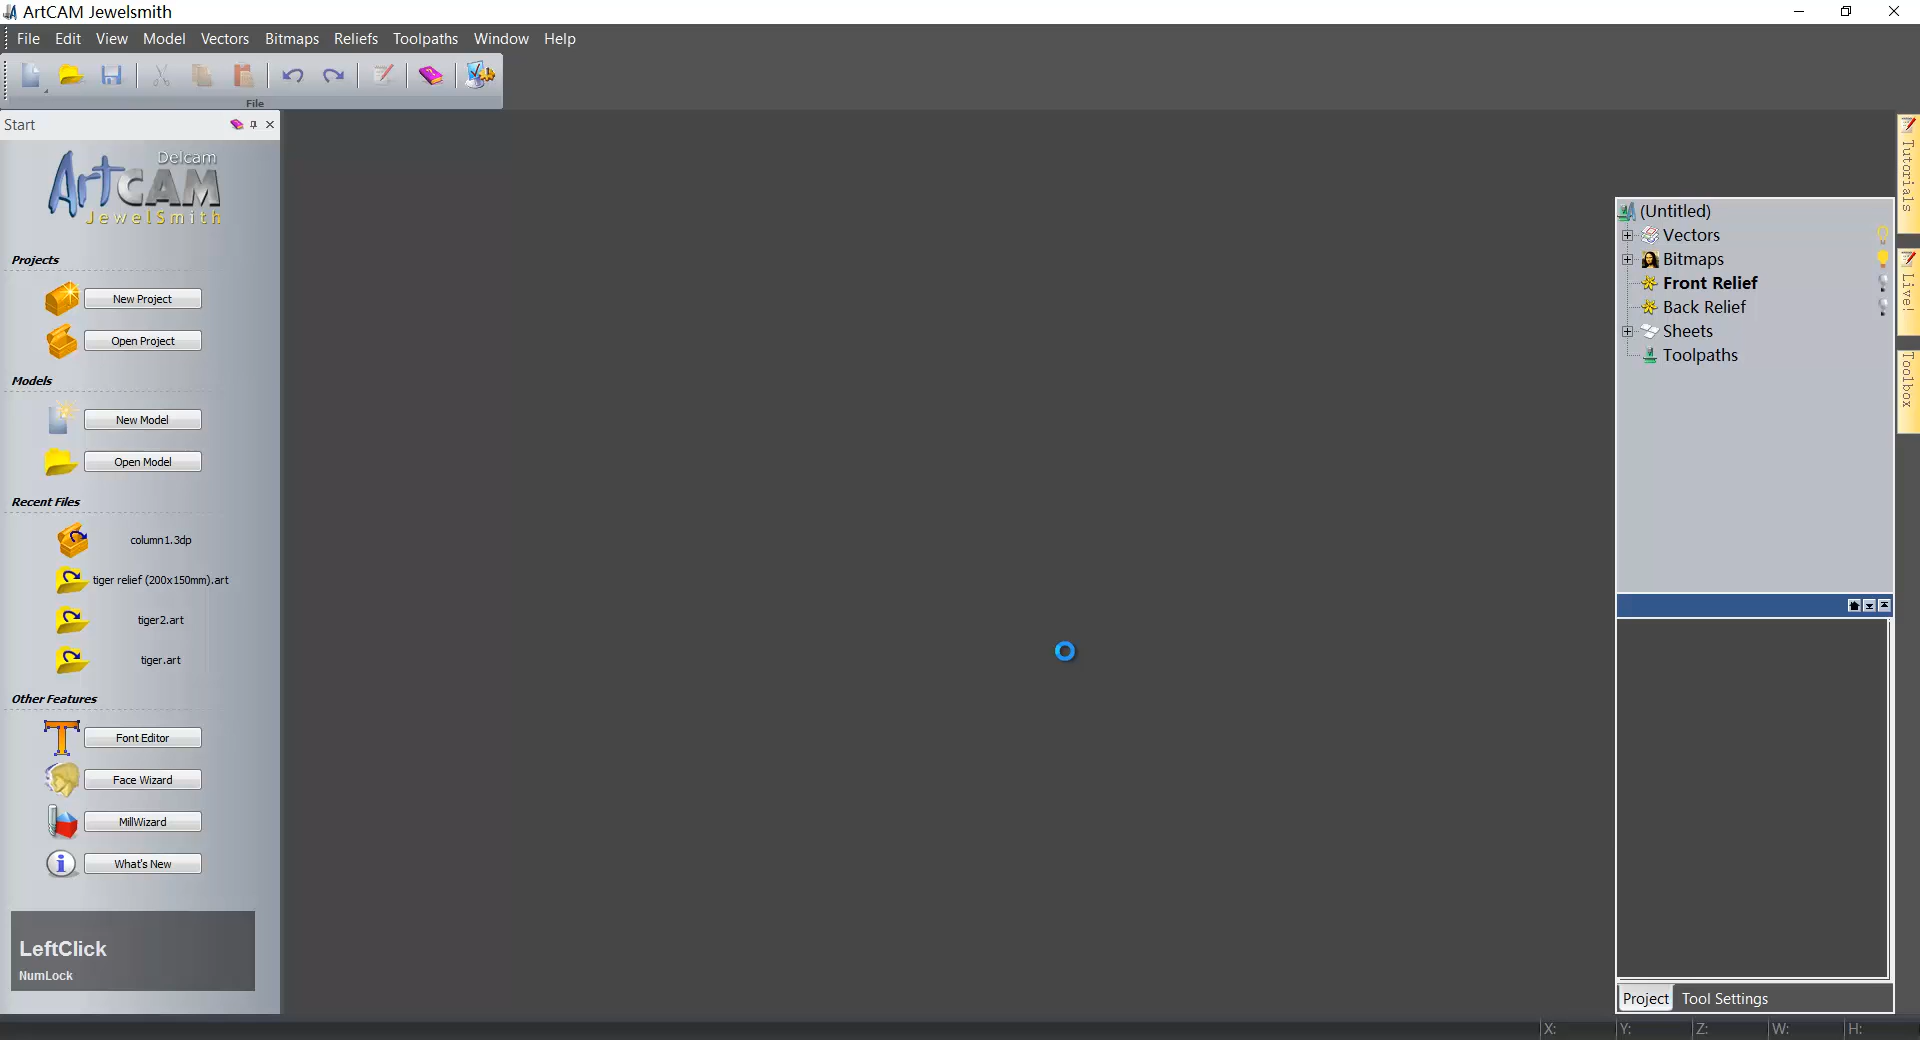 ArtCAM Jewelsmith
File Edit View Model Vectors Bitmaps Reliefs Toolpaths Window Help
File
Start
Delcam
ArtCAM
JewelSmith
Projects
New Project
Open Project
Models
New Model
Open Model
Recent Files
column1.3dp
tiger relief (200x150mm).art
tiger2.art
tiger.art
Other Features
Font Editor
Face Wizard
MillWizard
What's New
LeftClick
NumLock
(Untitled)
Vectors
Bitmaps
Front Relief
Back Relief
Sheets
Toolpaths
Project Tool Settings
Tutorials
Live!
Toolbox
X: Y: Z: W: H: